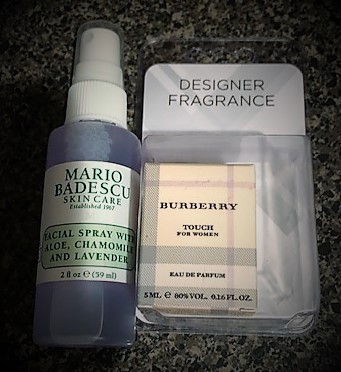 MARIO
BADESCU
SKIN CARE
Established 1967
FACIAL SPRAY WITH
ALOE, CHAMOMILE
AND LAVENDER
2 fl oz ℮ (59 ml)
DESIGNER
FRAGRANCE
BURBERRY
TOUCH
FOR WOMEN
EAU DE PARFUM
5 ML ℮ 80% VOL. 0.16 FL. OZ.